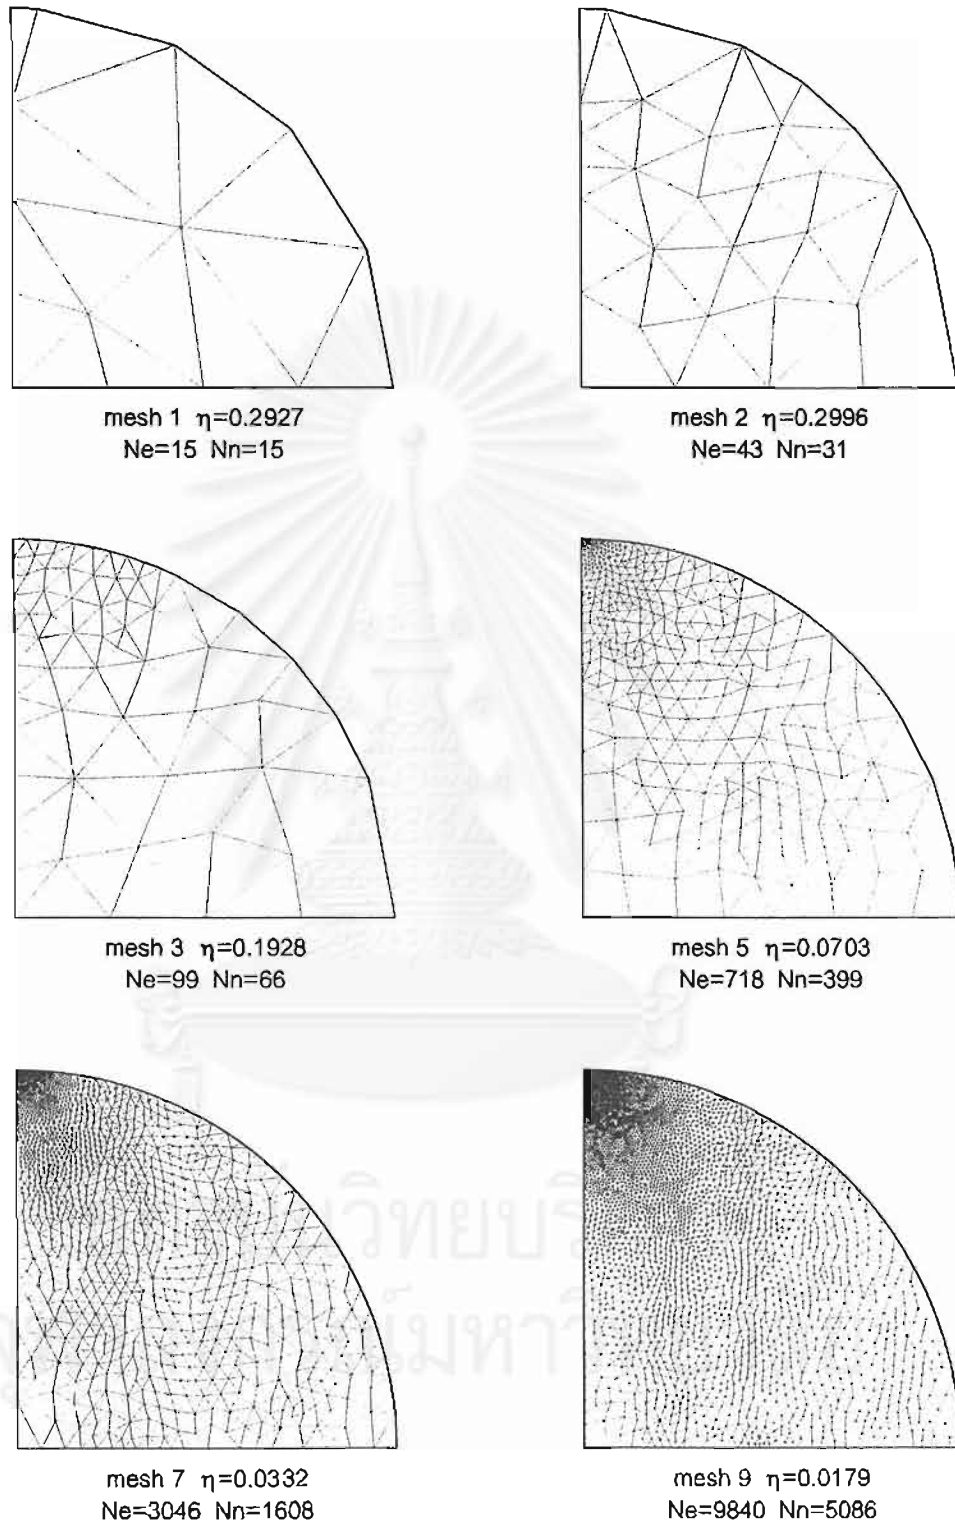 mesh 1 η=0.2927
Ne=15 Nn=15
mesh 2 η=0.2996
Ne=43 Nn=31
mesh 3 η=0.1928
Ne=99 Nn=66
mesh 5 η=0.0703
Ne=718 Nn=399
mesh 7 η=0.0332
Ne=3046 Nn=1608
mesh 9 η=0.0179
Ne=9840 Nn=5086